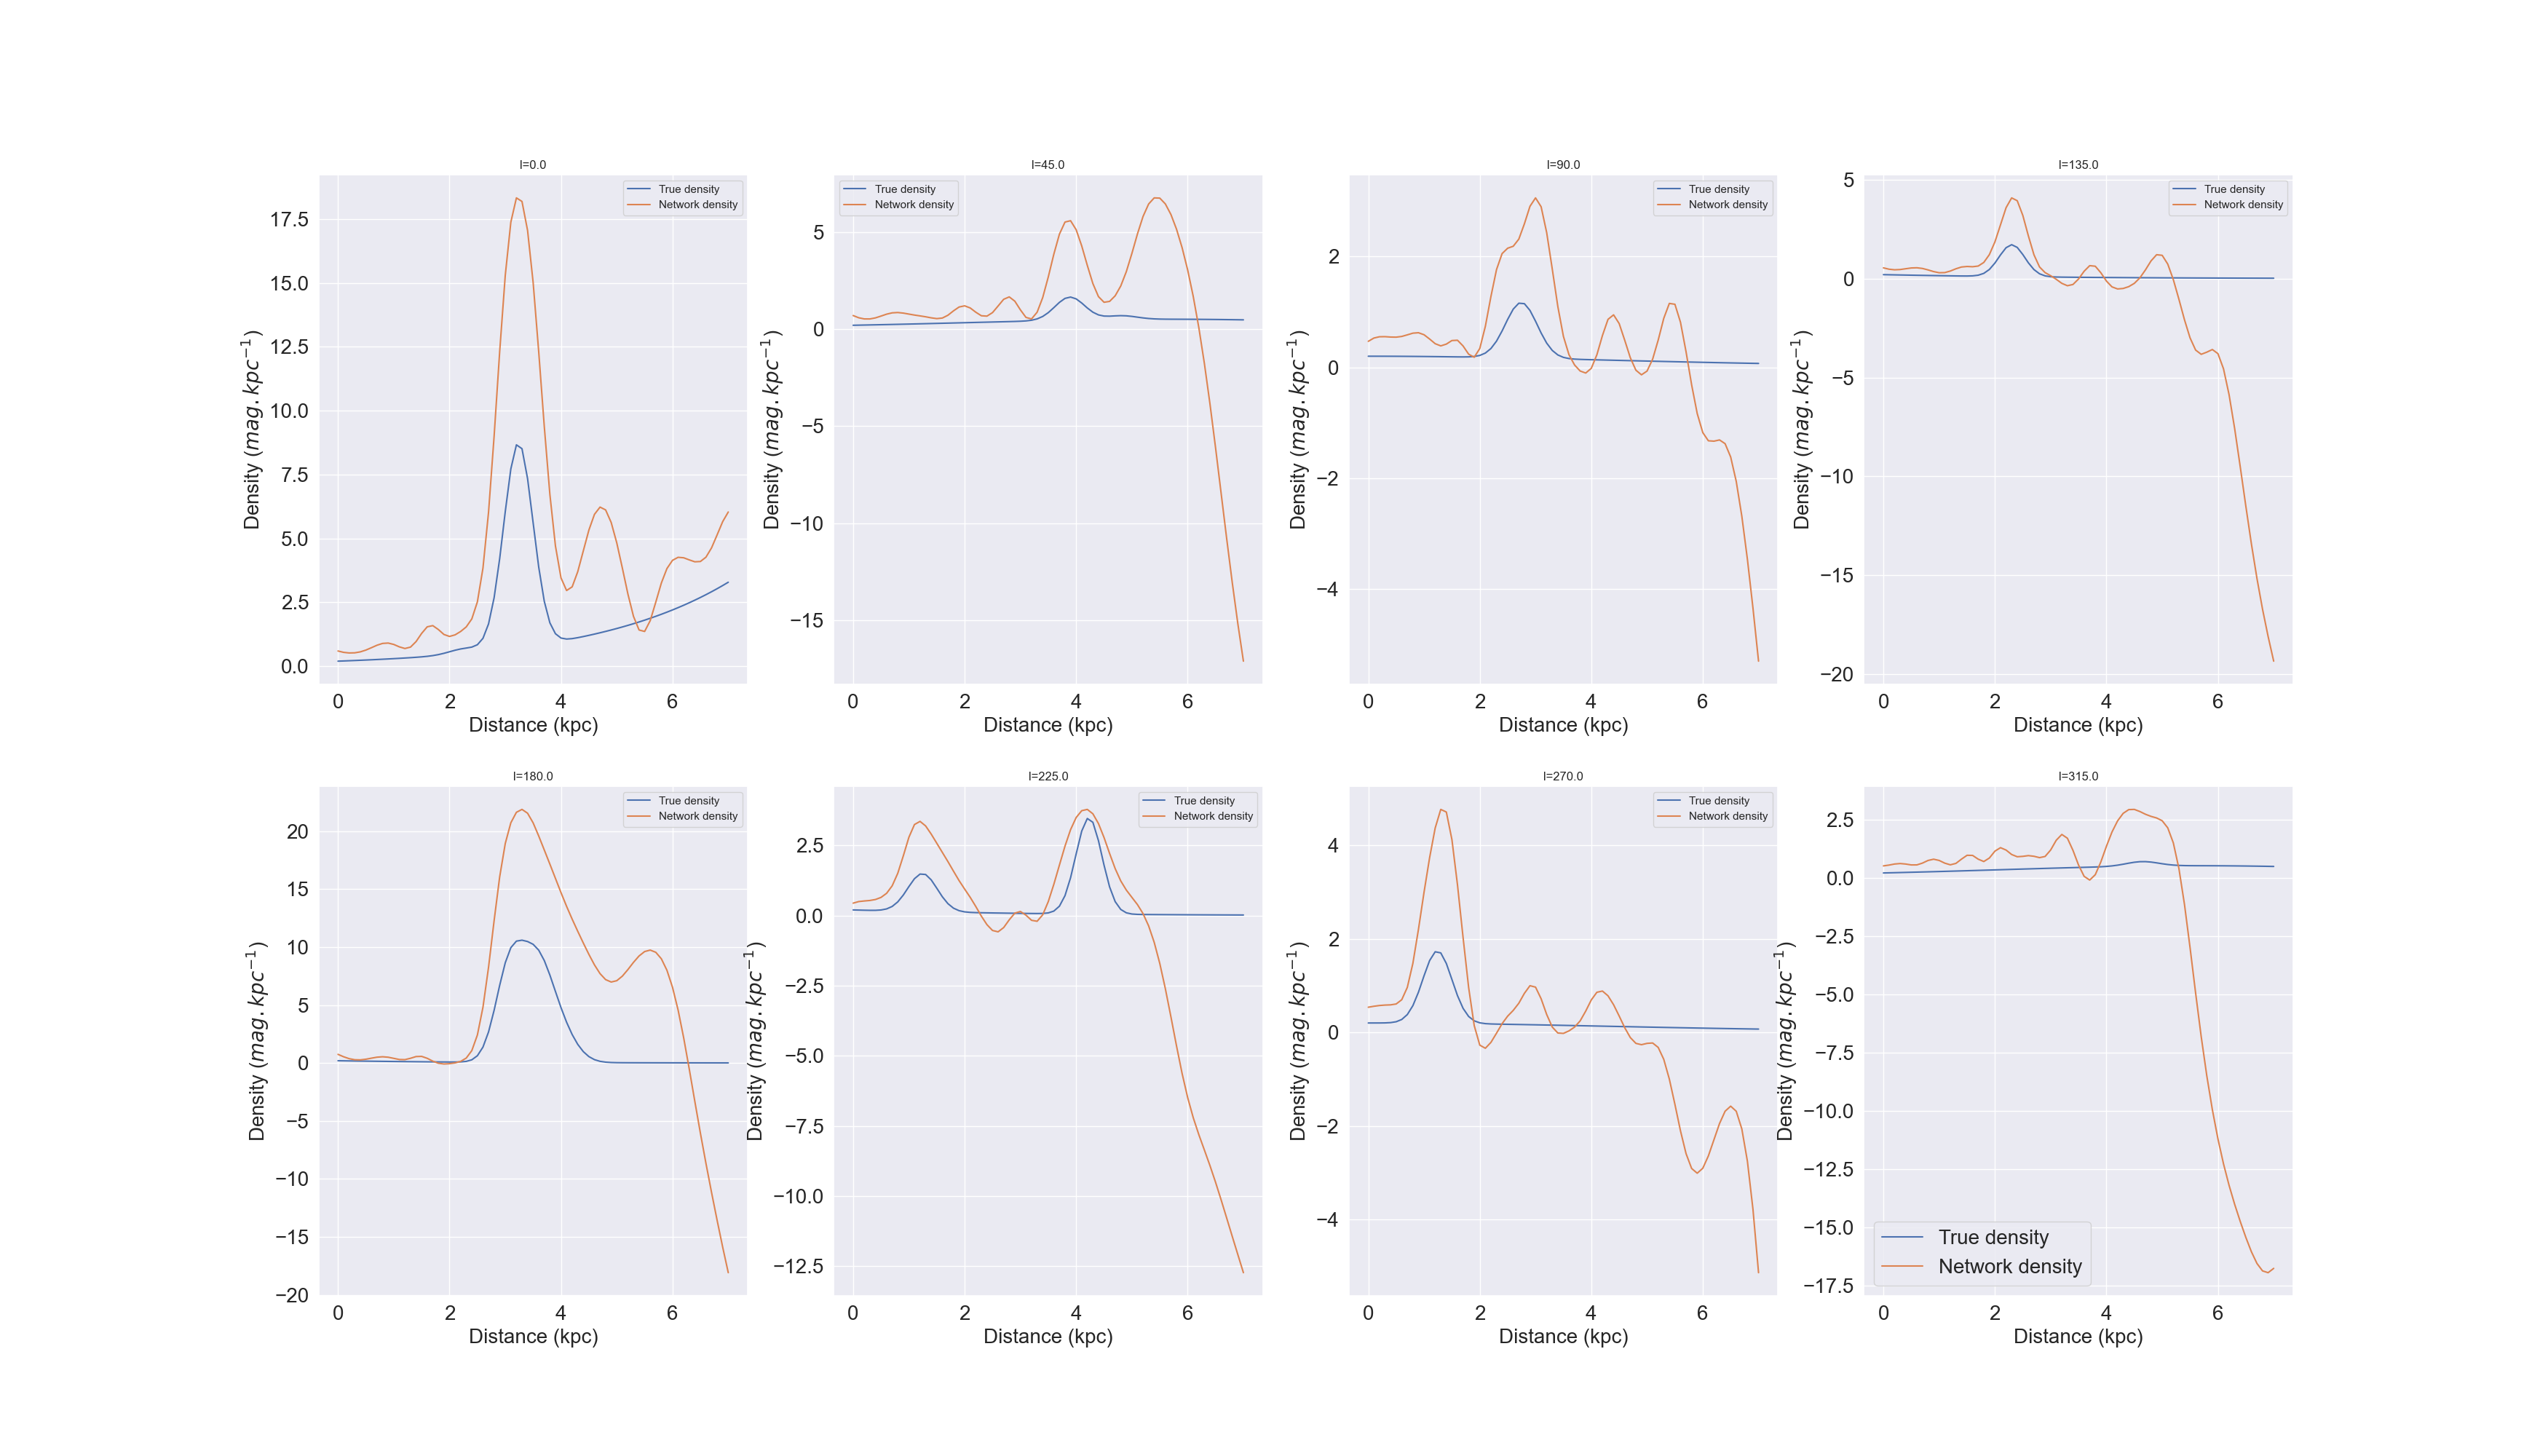 l=0.0
True density
Network density
17.5
15.0
12.5
10.0
7.5
5.0
2.5
0.0
Density (mag.kpc⁻¹)
0 2 4 6
Distance (kpc)
l=45.0
True density
Network density
5
0
−5
−10
−15
Density (mag.kpc⁻¹)
0 2 4 6
Distance (kpc)
l=90.0
True density
Network density
2
0
−2
−4
Density (mag.kpc⁻¹)
0 2 4 6
Distance (kpc)
l=135.0
True density
Network density
5
0
−5
−10
−15
−20
Density (mag.kpc⁻¹)
0 2 4 6
Distance (kpc)
l=180.0
True density
Network density
20
15
10
5
0
−5
−10
−15
−20
Density (mag.kpc⁻¹)
0 2 4 6
Distance (kpc)
l=225.0
True density
Network density
2.5
0.0
−2.5
−5.0
−7.5
−10.0
−12.5
Density (mag.kpc⁻¹)
0 2 4 6
Distance (kpc)
l=270.0
True density
Network density
4
2
0
−2
−4
Density (mag.kpc⁻¹)
0 2 4 6
Distance (kpc)
l=315.0
2.5
0.0
−2.5
−5.0
−7.5
−10.0
−12.5
−15.0
−17.5
Density (mag.kpc⁻¹)
True density
Network density
0 2 4 6
Distance (kpc)